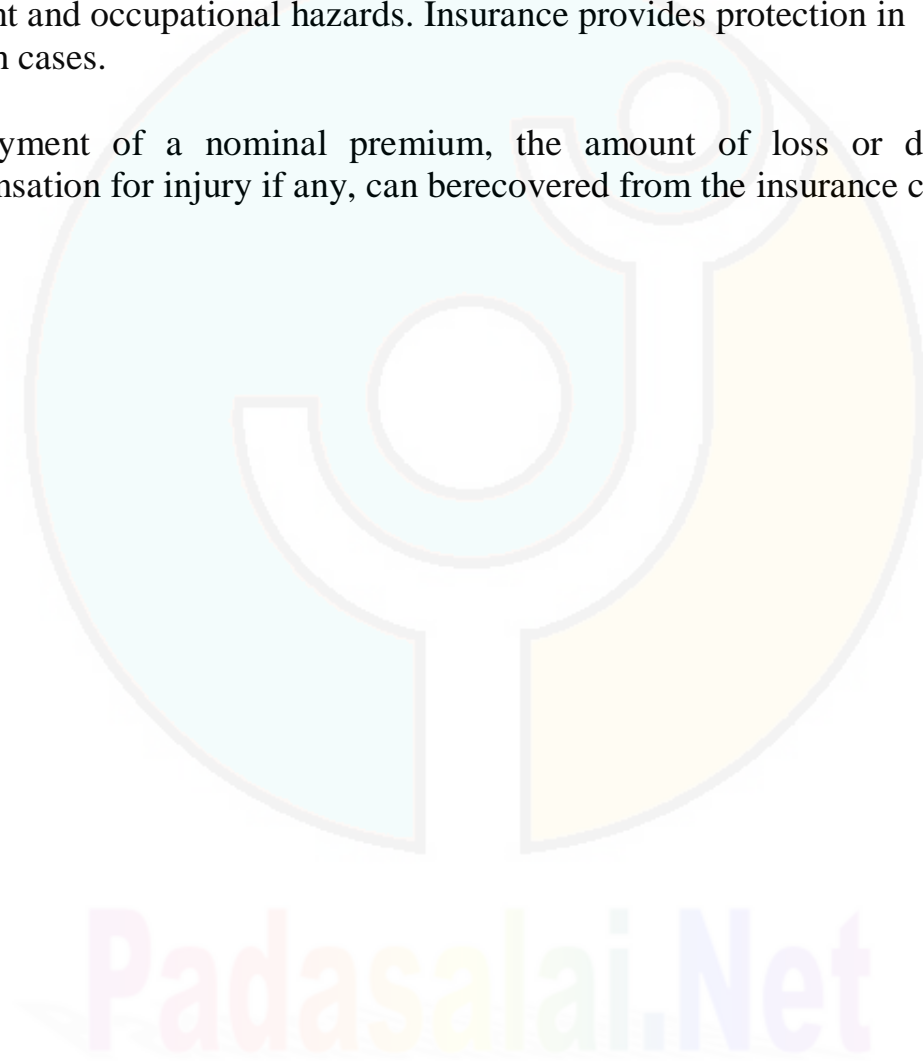 nt and occupational hazards. Insurance provides protection in
n cases.
yment of a nominal premium, the amount of loss or d
nsation for injury if any, can berecovered from the insurance c
Padasalai.Net